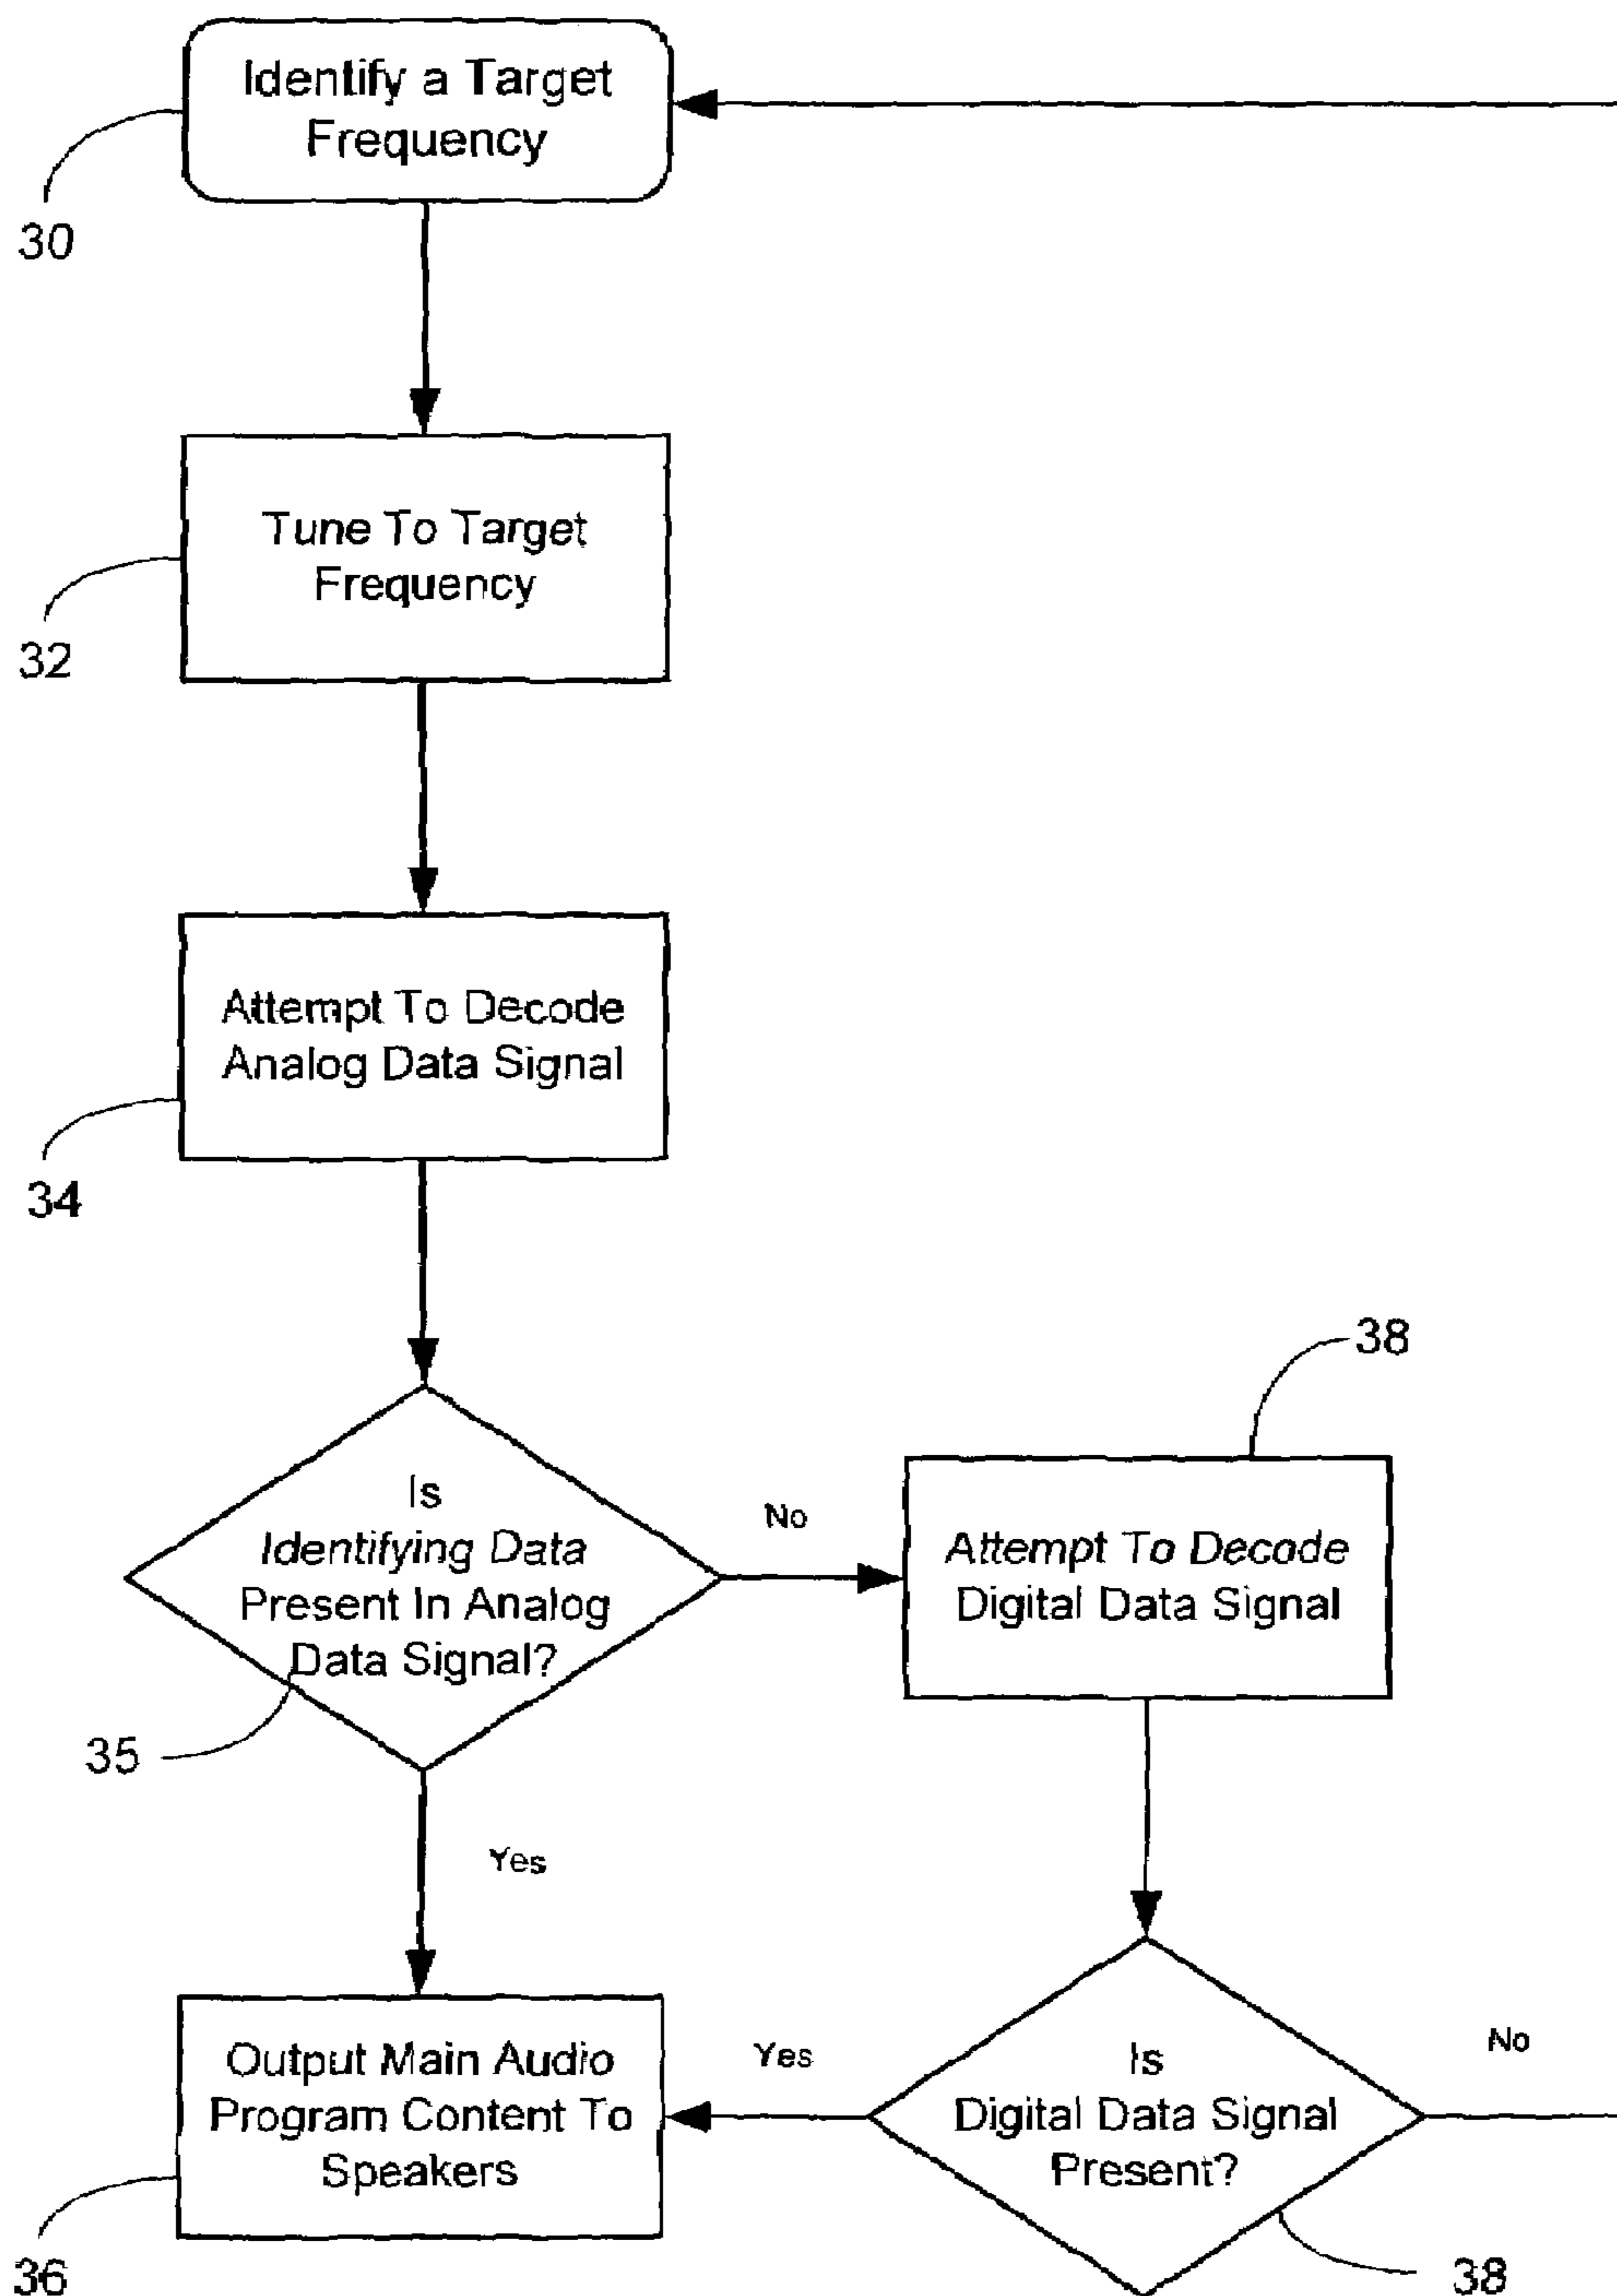 Identify a Target
Frequency
30
Tune To Target
Frequency
32
Attempt To Decode
Analog Data Signal
34
38
Is
Identifying Data
Present In Analog
Data Signal?
No
Attempt To Decode
Digital Data Signal
35
Yes
Output Main Audio
Program Content To
Speakers
Yes
Is
Digital Data Signal
Present?
No
36
38